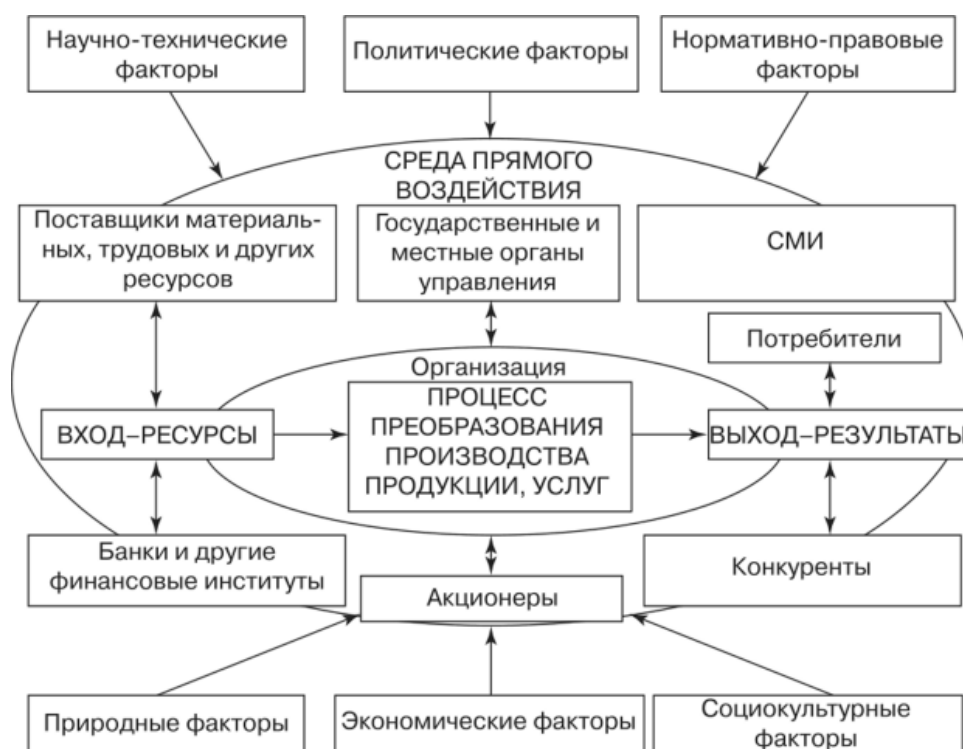 Научно-технические
факторы
Политические факторы
Нормативно-правовые
факторы
СРЕДА ПРЯМОГО
ВОЗДЕЙСТВИЯ
Поставщики материаль-
ных, трудовых и других
ресурсов
Государственные и
местные органы
управления
СМИ
Потребители
Организация
ВХОД–РЕСУРСЫ
ПРОЦЕСС
ПРЕОБРАЗОВАНИЯ
ПРОИЗВОДСТВА
ПРОДУКЦИИ, УСЛУГ
ВЫХОД–РЕЗУЛЬТАТЫ
Банки и другие
финансовые институты
Акционеры
Конкуренты
Природные факторы
Экономические факторы
Социокультурные
факторы